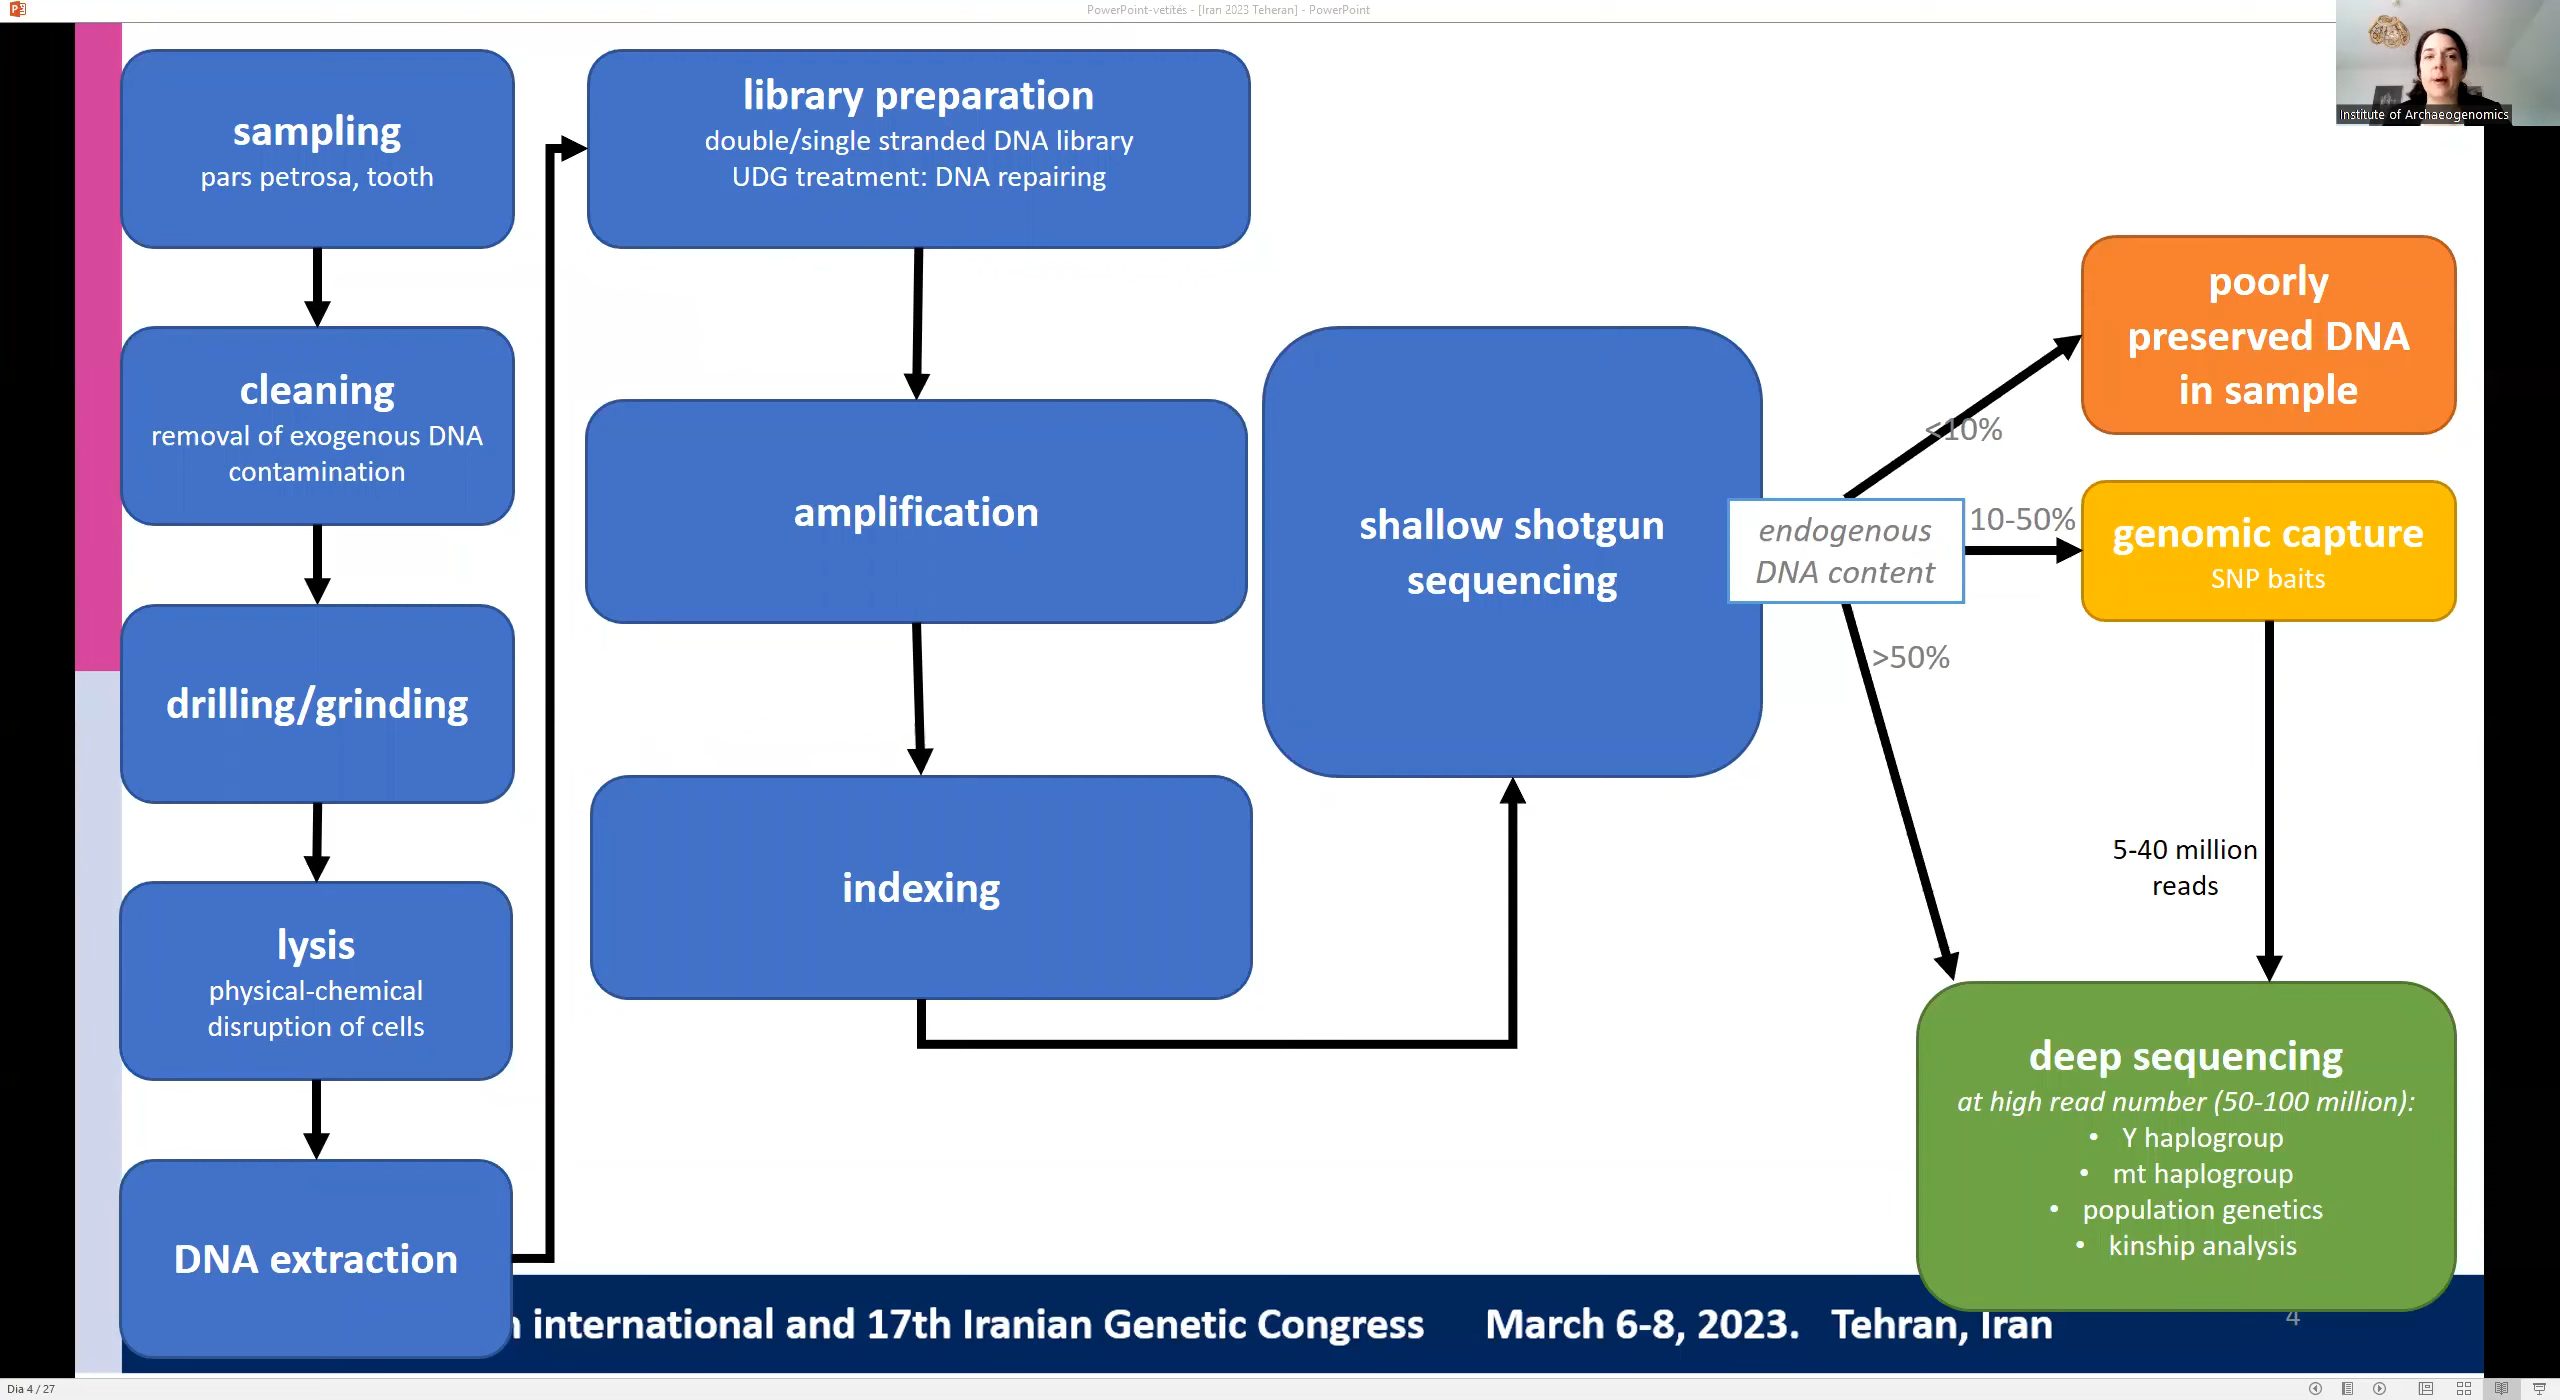 PowerPoint-vetítés - [Iran 2023 Teheran] - PowerPoint
Institute of Archaeogenomics
sampling
pars petrosa, tooth
cleaning
removal of exogenous DNA
contamination
drilling/grinding
lysis
physical-chemical
disruption of cells
DNA extraction
library preparation
double/single stranded DNA library
UDG treatment: DNA repairing
amplification
indexing
shallow shotgun
sequencing
endogenous
DNA content
<10%
10-50%
>50%
poorly
preserved DNA
in sample
genomic capture
SNP baits
5-40 million
reads
deep sequencing
at high read number (50-100 million):
• Y haplogroup
• mt haplogroup
• population genetics
• kinship analysis
international and 17th Iranian Genetic Congress March 6-8, 2023. Tehran, Iran
4
Dia 4 / 27